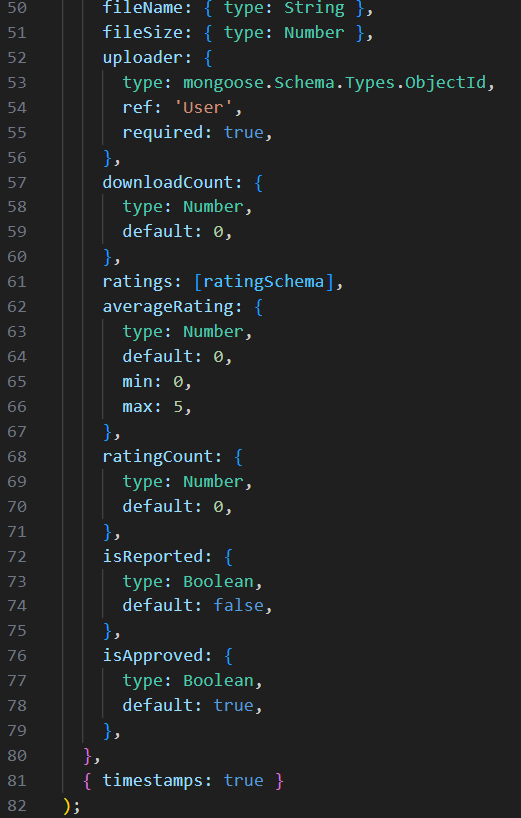 50 fileName: { type: String },
51 fileSize: { type: Number },
52 uploader: {
53 type: mongoose.Schema.Types.ObjectId,
54 ref: 'User',
55 required: true,
56 },
57 downloadCount: {
58 type: Number,
59 default: 0,
60 },
61 ratings: [ratingSchema],
62 averageRating: {
63 type: Number,
64 default: 0,
65 min: 0,
66 max: 5,
67 },
68 ratingCount: {
69 type: Number,
70 default: 0,
71 },
72 isReported: {
73 type: Boolean,
74 default: false,
75 },
76 isApproved: {
77 type: Boolean,
78 default: true,
79 },
80 },
81 { timestamps: true }
82 );